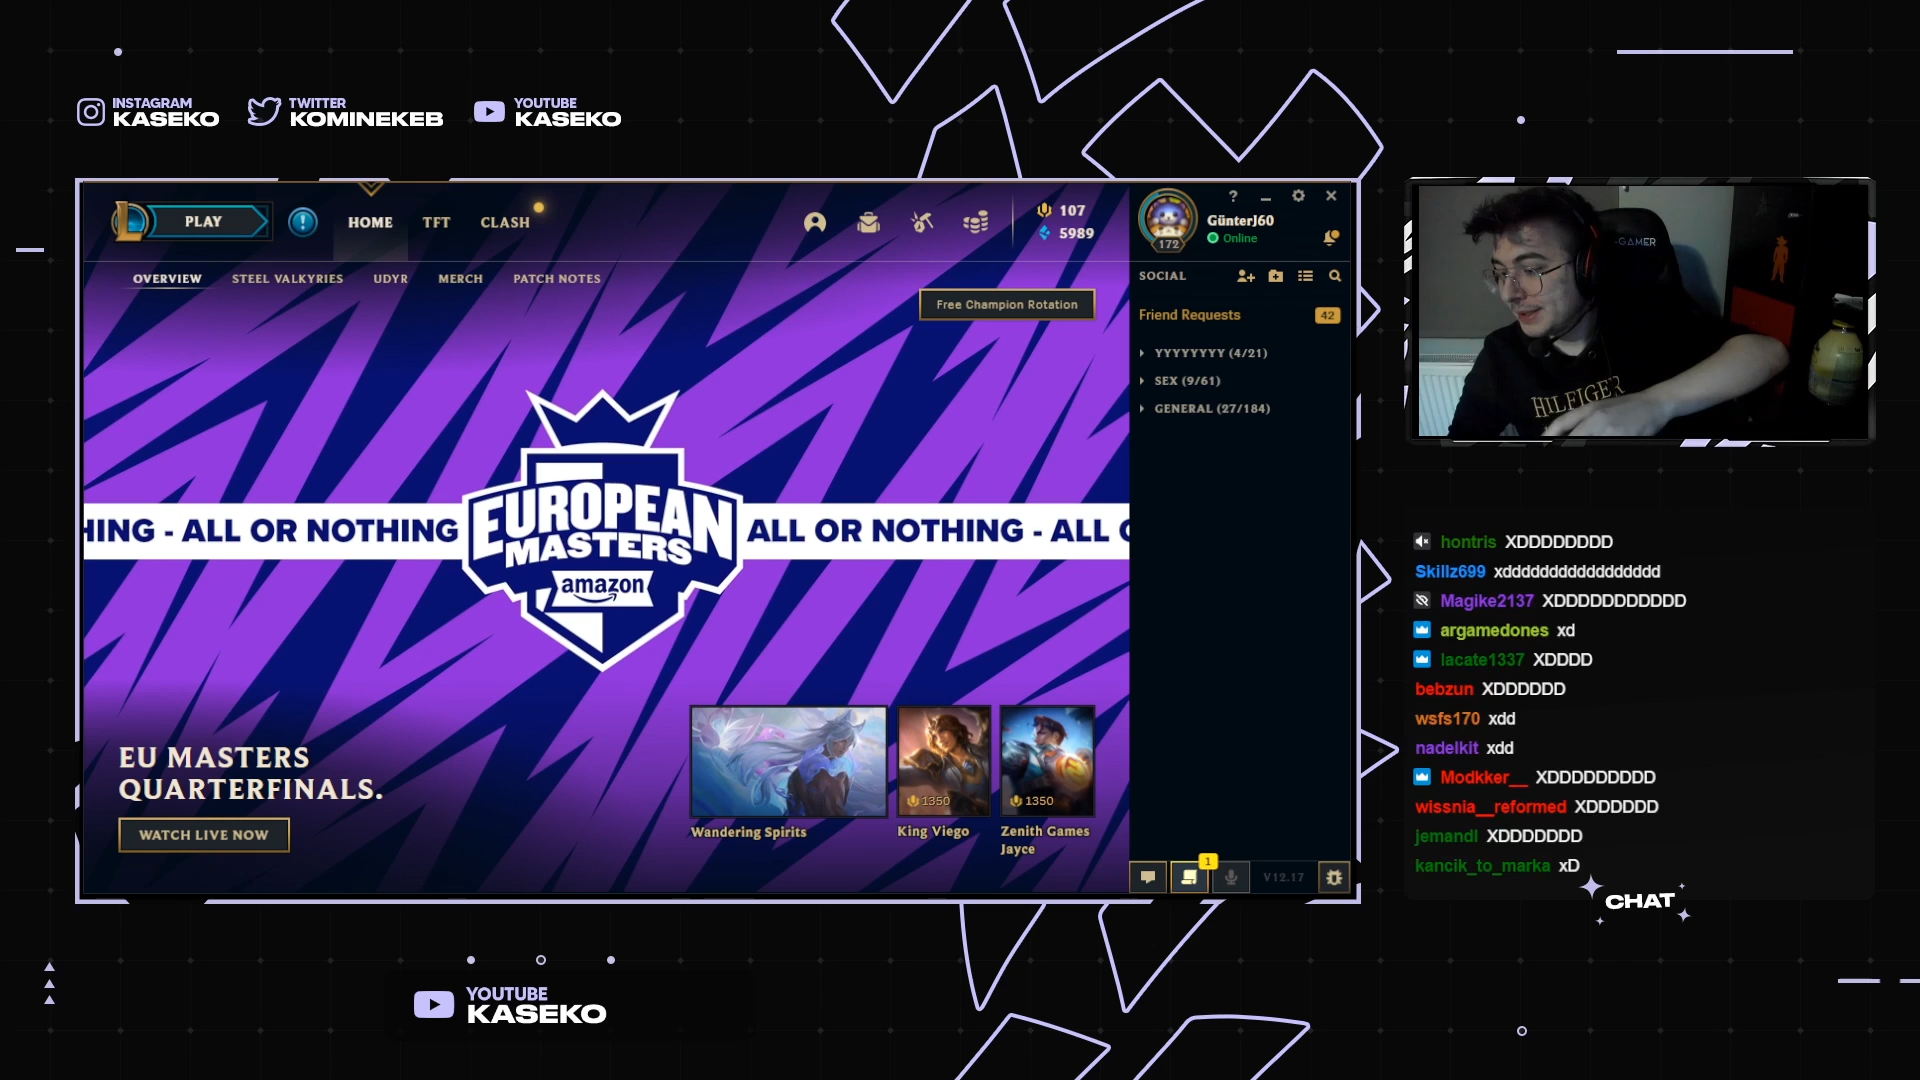 INSTAGRAM
KASEKO
TWITTER
KOMINEKEB
YOUTUBE
KASEKO
PLAY
HOME
TFT
CLASH
107
5989
OVERVIEW
STEEL VALKYRIES
UDYR
MERCH
PATCH NOTES
Free Champion Rotation
HING - ALL OR NOTHING
EUROPEAN
MASTERS
amazon
ALL OR NOTHING - ALL O
EU MASTERS
QUARTERFINALS.
WATCH LIVE NOW
Wandering Spirits
1350
King Viego
1350
Zenith Games
Jayce
172
GünterJ60
Online
SOCIAL
Friend Requests
42
YYYYYYYY (4/21)
SEX (9/61)
GENERAL (27/184)
1
V12.17
-GAMER
HILFIGER
hontris XDDDDDDDD
Skillz699 xdddddddddddddddddd
Magike2137 XDDDDDDDDDDD
argamedones xd
lacate1337 XDDDD
bebzun XDDDDDD
wsfs170 xdd
nadelkit xdd
Modkker__ XDDDDDDDDDD
wissnia__reformed XDDDDDD
jemandl XDDDDDDD
kancik_to_marka xD
CHAT
YOUTUBE
KASEKO